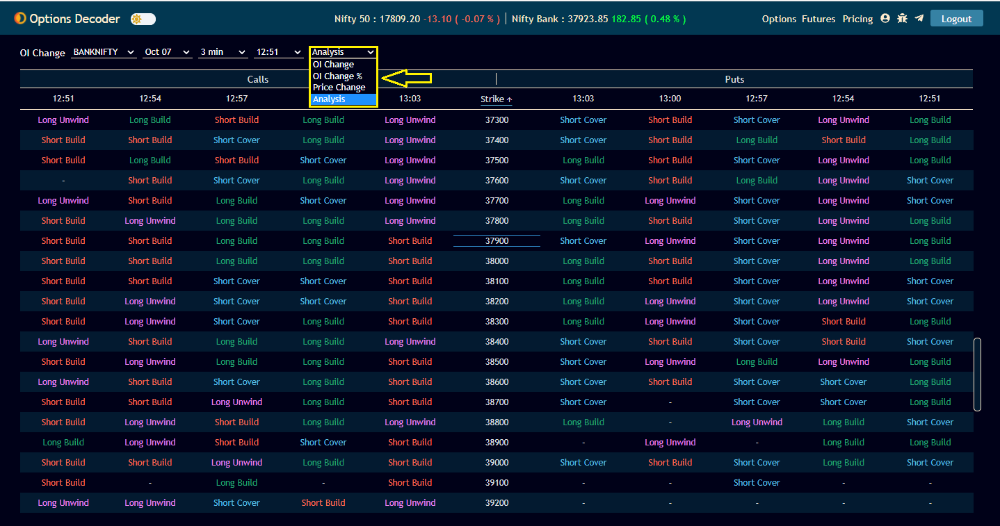 Options Decoder Nifty 50 : 17809.20 -13.10 ( -0.07 % ) Nifty Bank : 37923.85 182.85 ( 0.48 % ) Options Futures Pricing Logout
OI Change BANKNIFTY Oct 07 3 min 12:51 Analysis
OI Change
OI Change %
Price Change
Analysis
Calls Puts
12:51 12:54 12:57 13:03 Strike ↑ 13:03 13:00 12:57 12:54 12:51
Long Unwind Long Build Short Build Long Build Long Unwind 37300 Short Cover Short Build Short Cover Long Unwind Long Build
Short Build Short Build Short Cover Long Build Long Unwind 37400 Short Cover Short Build Long Build Short Build Long Build
Short Build Long Build Short Build Short Cover Long Unwind 37500 Long Build Short Build Short Cover Long Unwind Long Build
- Short Build Short Cover Long Build Long Unwind 37600 Short Cover Short Build Long Build Long Unwind Short Cover
Long Unwind Short Build Long Build Short Cover Long Unwind 37700 Long Build Long Unwind Short Cover Long Unwind Short Cover
Short Build Long Unwind Long Build Long Build Long Unwind 37800 Long Build Short Build Short Cover Long Unwind Long Build
Short Build Short Build Long Build Long Build Short Build 37900 Short Cover Long Unwind Short Cover Long Unwind Long Build
Short Build Short Build Long Build Long Build Short Build 38000 Long Build Short Build Short Cover Long Unwind Long Build
Short Build Short Build Short Cover Short Cover Short Build 38100 Long Build Short Build Short Cover Long Unwind Short Cover
Short Build Long Unwind Short Cover Short Cover Short Build 38200 Long Build Long Unwind Short Cover Long Unwind Short Cover
Short Build Long Unwind Short Cover Long Build Short Build 38300 Long Build Long Unwind Short Cover Short Build Long Build
Long Unwind Short Build Long Build Long Build Long Unwind 38400 Short Cover Short Build Short Cover Short Build Short Cover
Short Build Long Unwind Long Build Long Build Short Build 38500 Short Cover Long Unwind Long Build Long Unwind Long Build
Long Unwind Short Build Short Cover Long Build Short Build 38600 Short Cover Short Build Short Cover Short Cover Long Build
Short Build Short Build Long Unwind Long Build Short Build 38700 Short Cover - Short Cover Short Cover Long Build
Short Build Long Unwind Short Build Long Build Long Unwind 38800 Long Build - Long Unwind Long Build Short Cover
Long Build Long Unwind Short Build Short Cover Short Build 38900 - Long Unwind - Long Build Long Build
Short Build Short Build Long Unwind Long Build Short Build 39000 Short Cover Short Build Short Cover Long Build Short Cover
Short Build - Long Build - Short Build 39100 - - Short Cover - -
Long Unwind Long Unwind Short Cover Short Build Long Unwind 39200 - - - - -